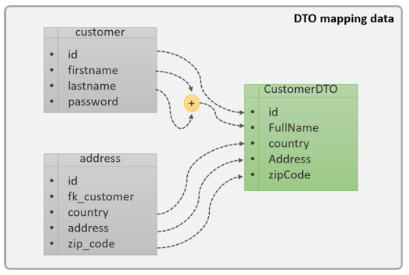 DTO mapping data
customer
• id
• firstname
• lastname
• password
+
address
• id
• fk_customer
• country
• address
• zip_code
CustomerDTO
• id
• FullName
• country
• Address
• zipCode